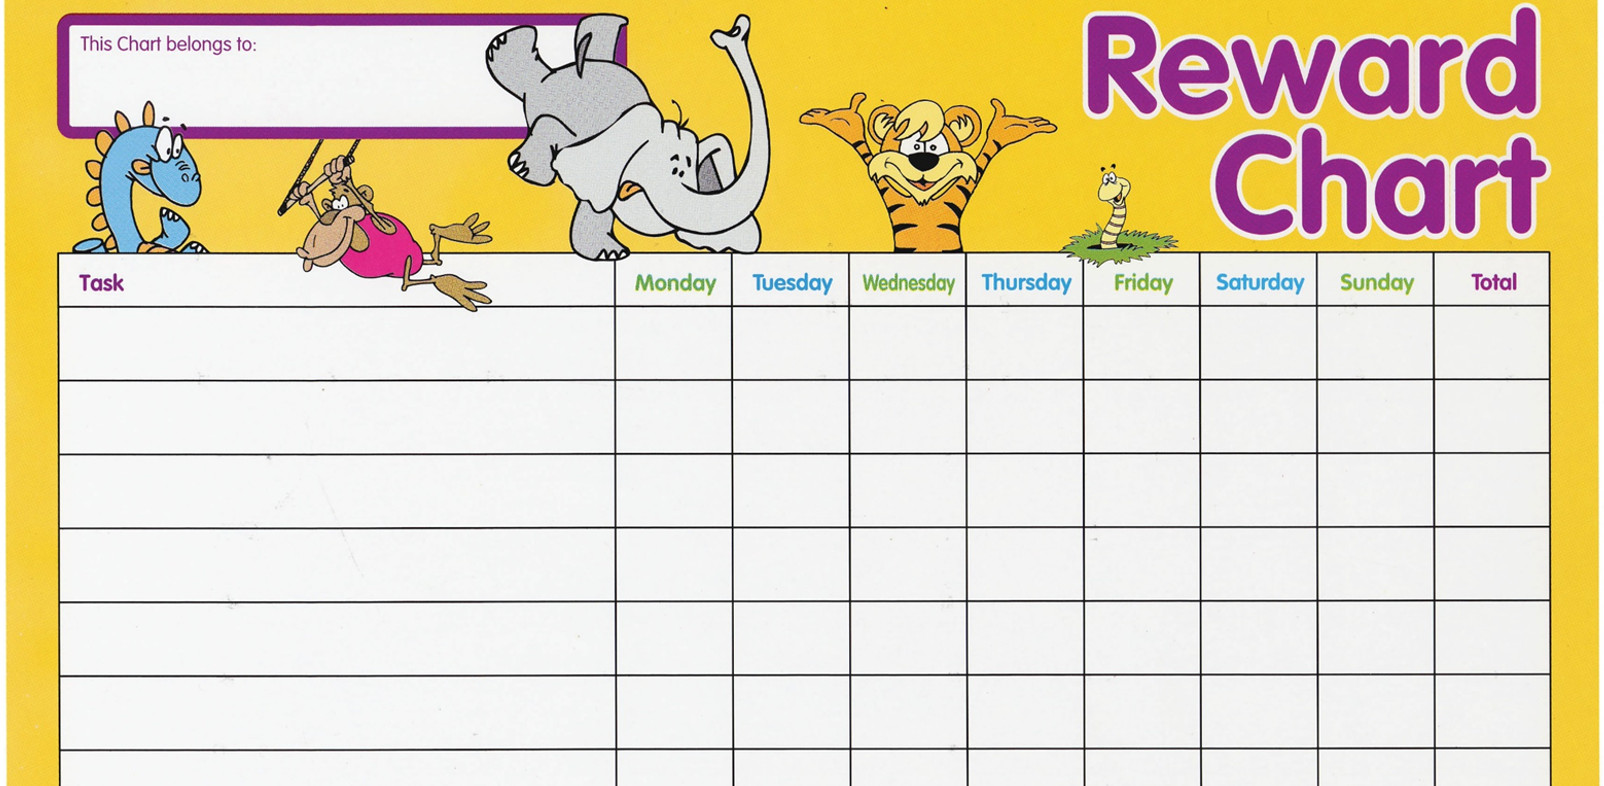 This Chart belongs to:
Reward
Chart
Task Monday Tuesday Wednesday Thursday Friday Saturday Sunday Total